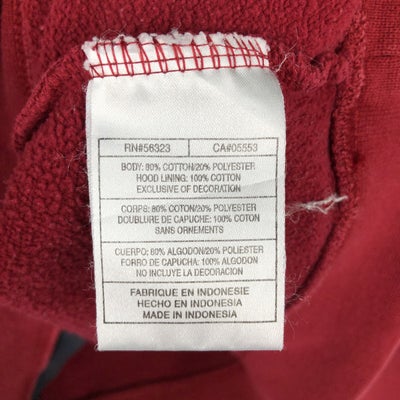 RN#56323 CA#05553
BODY: 80% COTTON/20% POLYESTER
HOOD LINING: 100% COTTON
EXCLUSIVE OF DECORATION
CORPS: 80% COTON/20% POLYESTER
DOUBLURE DE CAPUCHE: 100% COTON
SANS ORNEMENTS
CUERPO: 80% ALGODON/20% POLIESTER
FORRO DE CAPUCHA: 100% ALGODON
NO INCLUYE LA DECORACION
FABRIQUE EN INDONESIE
HECHO EN INDONESIA
MADE IN INDONESIA